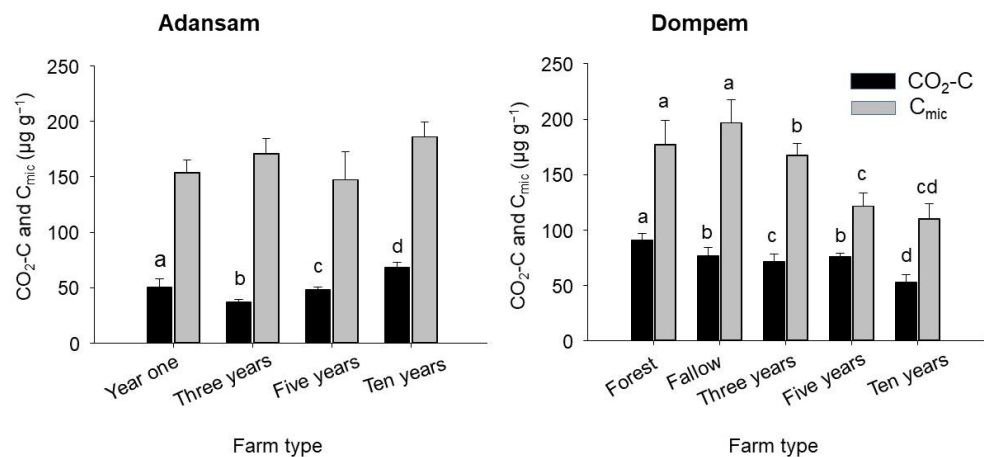 Adansam
CO₂-C and Cmic (µg g⁻¹)
250
200
150
100
50
0
a
b
c
d
Year one
Three years
Five years
Ten years
Farm type
Dompem
CO₂-C
Cmic
CO₂-C and Cmic (µg g⁻¹)
250
200
150
100
50
0
a
a
b
c
cd
a
b
c
b
d
Forest
Fallow
Three years
Five years
Ten years
Farm type